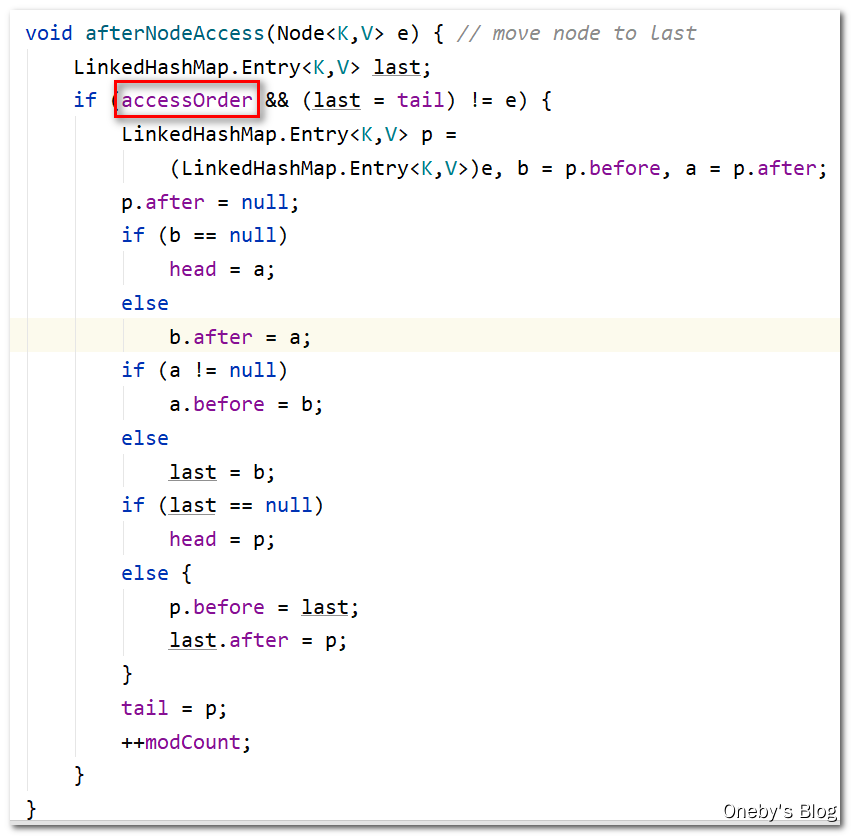 void afterNodeAccess(Node<K,V> e) { // move node to last
    LinkedHashMap.Entry<K,V> last;
    if (accessOrder && (last = tail) != e) {
        LinkedHashMap.Entry<K,V> p =
            (LinkedHashMap.Entry<K,V>)e, b = p.before, a = p.after;
        p.after = null;
        if (b == null)
            head = a;
        else
            b.after = a;
        if (a != null)
            a.before = b;
        else
            last = b;
        if (last == null)
            head = p;
        else {
            p.before = last;
            last.after = p;
        }
        tail = p;
        ++modCount;
    }
}
Oneby's Blog